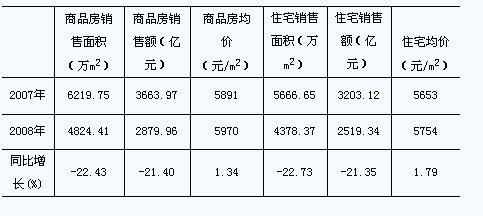 商品房销售面积（万m²） 商品房销售额（亿元） 商品房均价（元/m²） 住宅销售面积（万m²） 住宅销售额（亿元） 住宅均价（元/m²）
2007年 6219.75 3663.97 5891 5666.65 3203.12 5653
2008年 4824.41 2879.96 5970 4378.37 2519.34 5754
同比增长(%) -22.43 -21.40 1.34 -22.73 -21.35 1.79